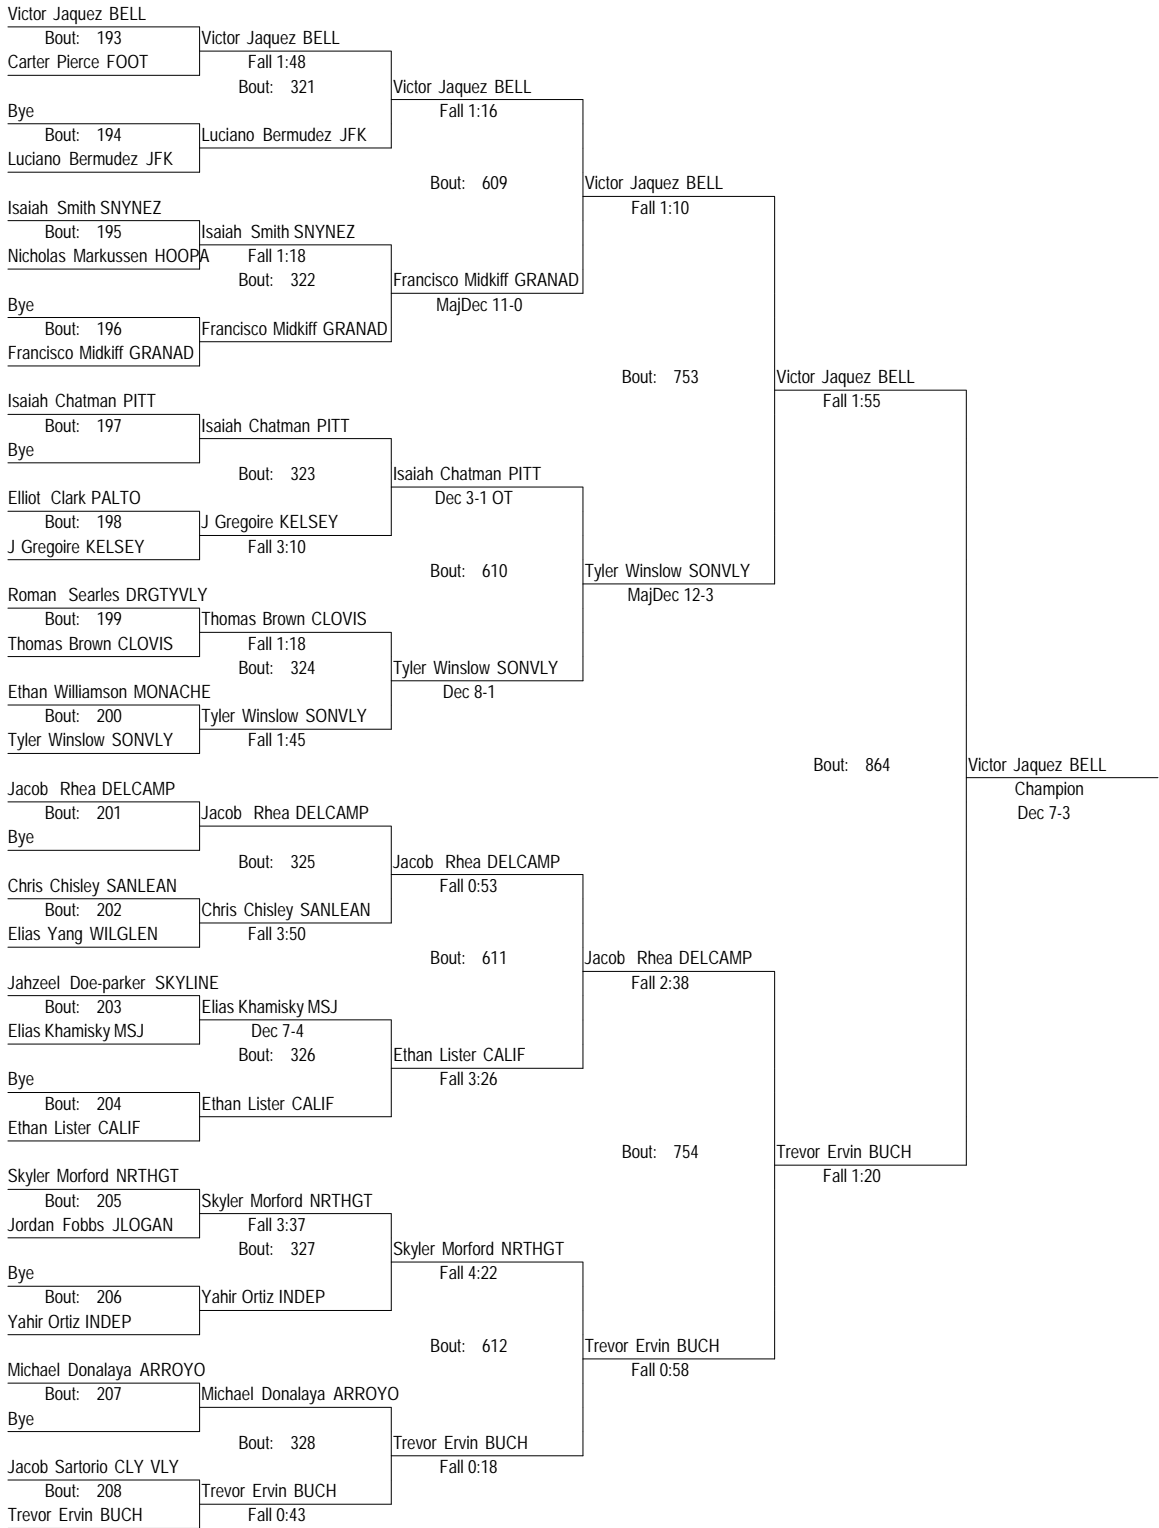 Victor Jaquez BELL
Bout: 193
Carter Pierce FOOT
Victor Jaquez BELL
Fall 1:48
Bout: 321
Bye
Bout: 194
Luciano Bermudez JFK
Luciano Bermudez JFK
Victor Jaquez BELL
Fall 1:16
Bout: 609
Isaiah Smith SNYNEZ
Bout: 195
Nicholas Markussen HOOPA
Isaiah Smith SNYNEZ
Fall 1:18
Bout: 322
Bye
Bout: 196
Francisco Midkiff GRANAD
Francisco Midkiff GRANAD
Francisco Midkiff GRANAD
MajDec 11-0
Victor Jaquez BELL
Fall 1:10
Bout: 753
Isaiah Chatman PITT
Bout: 197
Bye
Isaiah Chatman PITT
Bout: 323
Elliot Clark PALTO
Bout: 198
J Gregoire KELSEY
J Gregoire KELSEY
Fall 3:10
Isaiah Chatman PITT
Dec 3-1 OT
Bout: 610
Roman Searles DRGTYVLY
Bout: 199
Thomas Brown CLOVIS
Thomas Brown CLOVIS
Fall 1:18
Bout: 324
Ethan Williamson MONACHE
Bout: 200
Tyler Winslow SONVLY
Tyler Winslow SONVLY
Fall 1:45
Tyler Winslow SONVLY
Dec 8-1
Tyler Winslow SONVLY
MajDec 12-3
Victor Jaquez BELL
Fall 1:55
Bout: 864
Victor Jaquez BELL
Champion
Dec 7-3
Jacob Rhea DELCAMP
Bout: 201
Bye
Jacob Rhea DELCAMP
Bout: 325
Chris Chisley SANLEAN
Bout: 202
Elias Yang WILGLEN
Chris Chisley SANLEAN
Fall 3:50
Jacob Rhea DELCAMP
Fall 0:53
Bout: 611
Jahzeel Doe-parker SKYLINE
Bout: 203
Elias Khamisky MSJ
Elias Khamisky MSJ
Dec 7-4
Bout: 326
Bye
Bout: 204
Ethan Lister CALIF
Ethan Lister CALIF
Ethan Lister CALIF
Fall 3:26
Jacob Rhea DELCAMP
Fall 2:38
Bout: 754
Skyler Morford NRTHGT
Bout: 205
Jordan Fobbs JLOGAN
Skyler Morford NRTHGT
Fall 3:37
Bout: 327
Bye
Bout: 206
Yahir Ortiz INDEP
Yahir Ortiz INDEP
Skyler Morford NRTHGT
Fall 4:22
Bout: 612
Michael Donalaya ARROYO
Bout: 207
Bye
Michael Donalaya ARROYO
Bout: 328
Jacob Sartorio CLY VLY
Bout: 208
Trevor Ervin BUCH
Trevor Ervin BUCH
Fall 0:43
Trevor Ervin BUCH
Fall 0:18
Trevor Ervin BUCH
Fall 0:58
Trevor Ervin BUCH
Fall 1:20